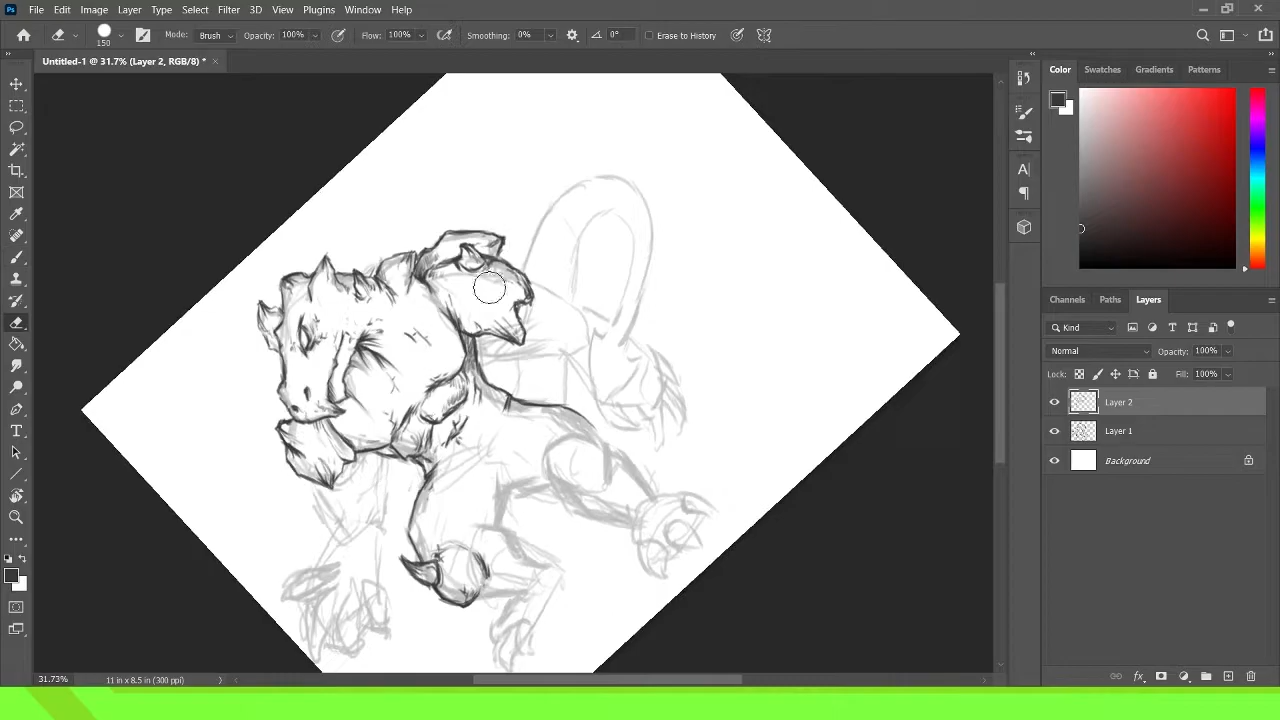 Ps File Edit Image Layer Type Select Filter 3D View Plugins Window Help
150 Mode: Brush Opacity: 100% Flow: 100% Smoothing: 0% 0° Erase to History
Untitled-1 @ 31.7% (Layer 2, RGB/8) *
Color Swatches Gradients Patterns
Channels Paths Layers
Kind
Normal Opacity: 100%
Lock: Fill: 100%
Layer 2
Layer 1
Background
31.73% 11 in x 8.5 in (300 ppi)